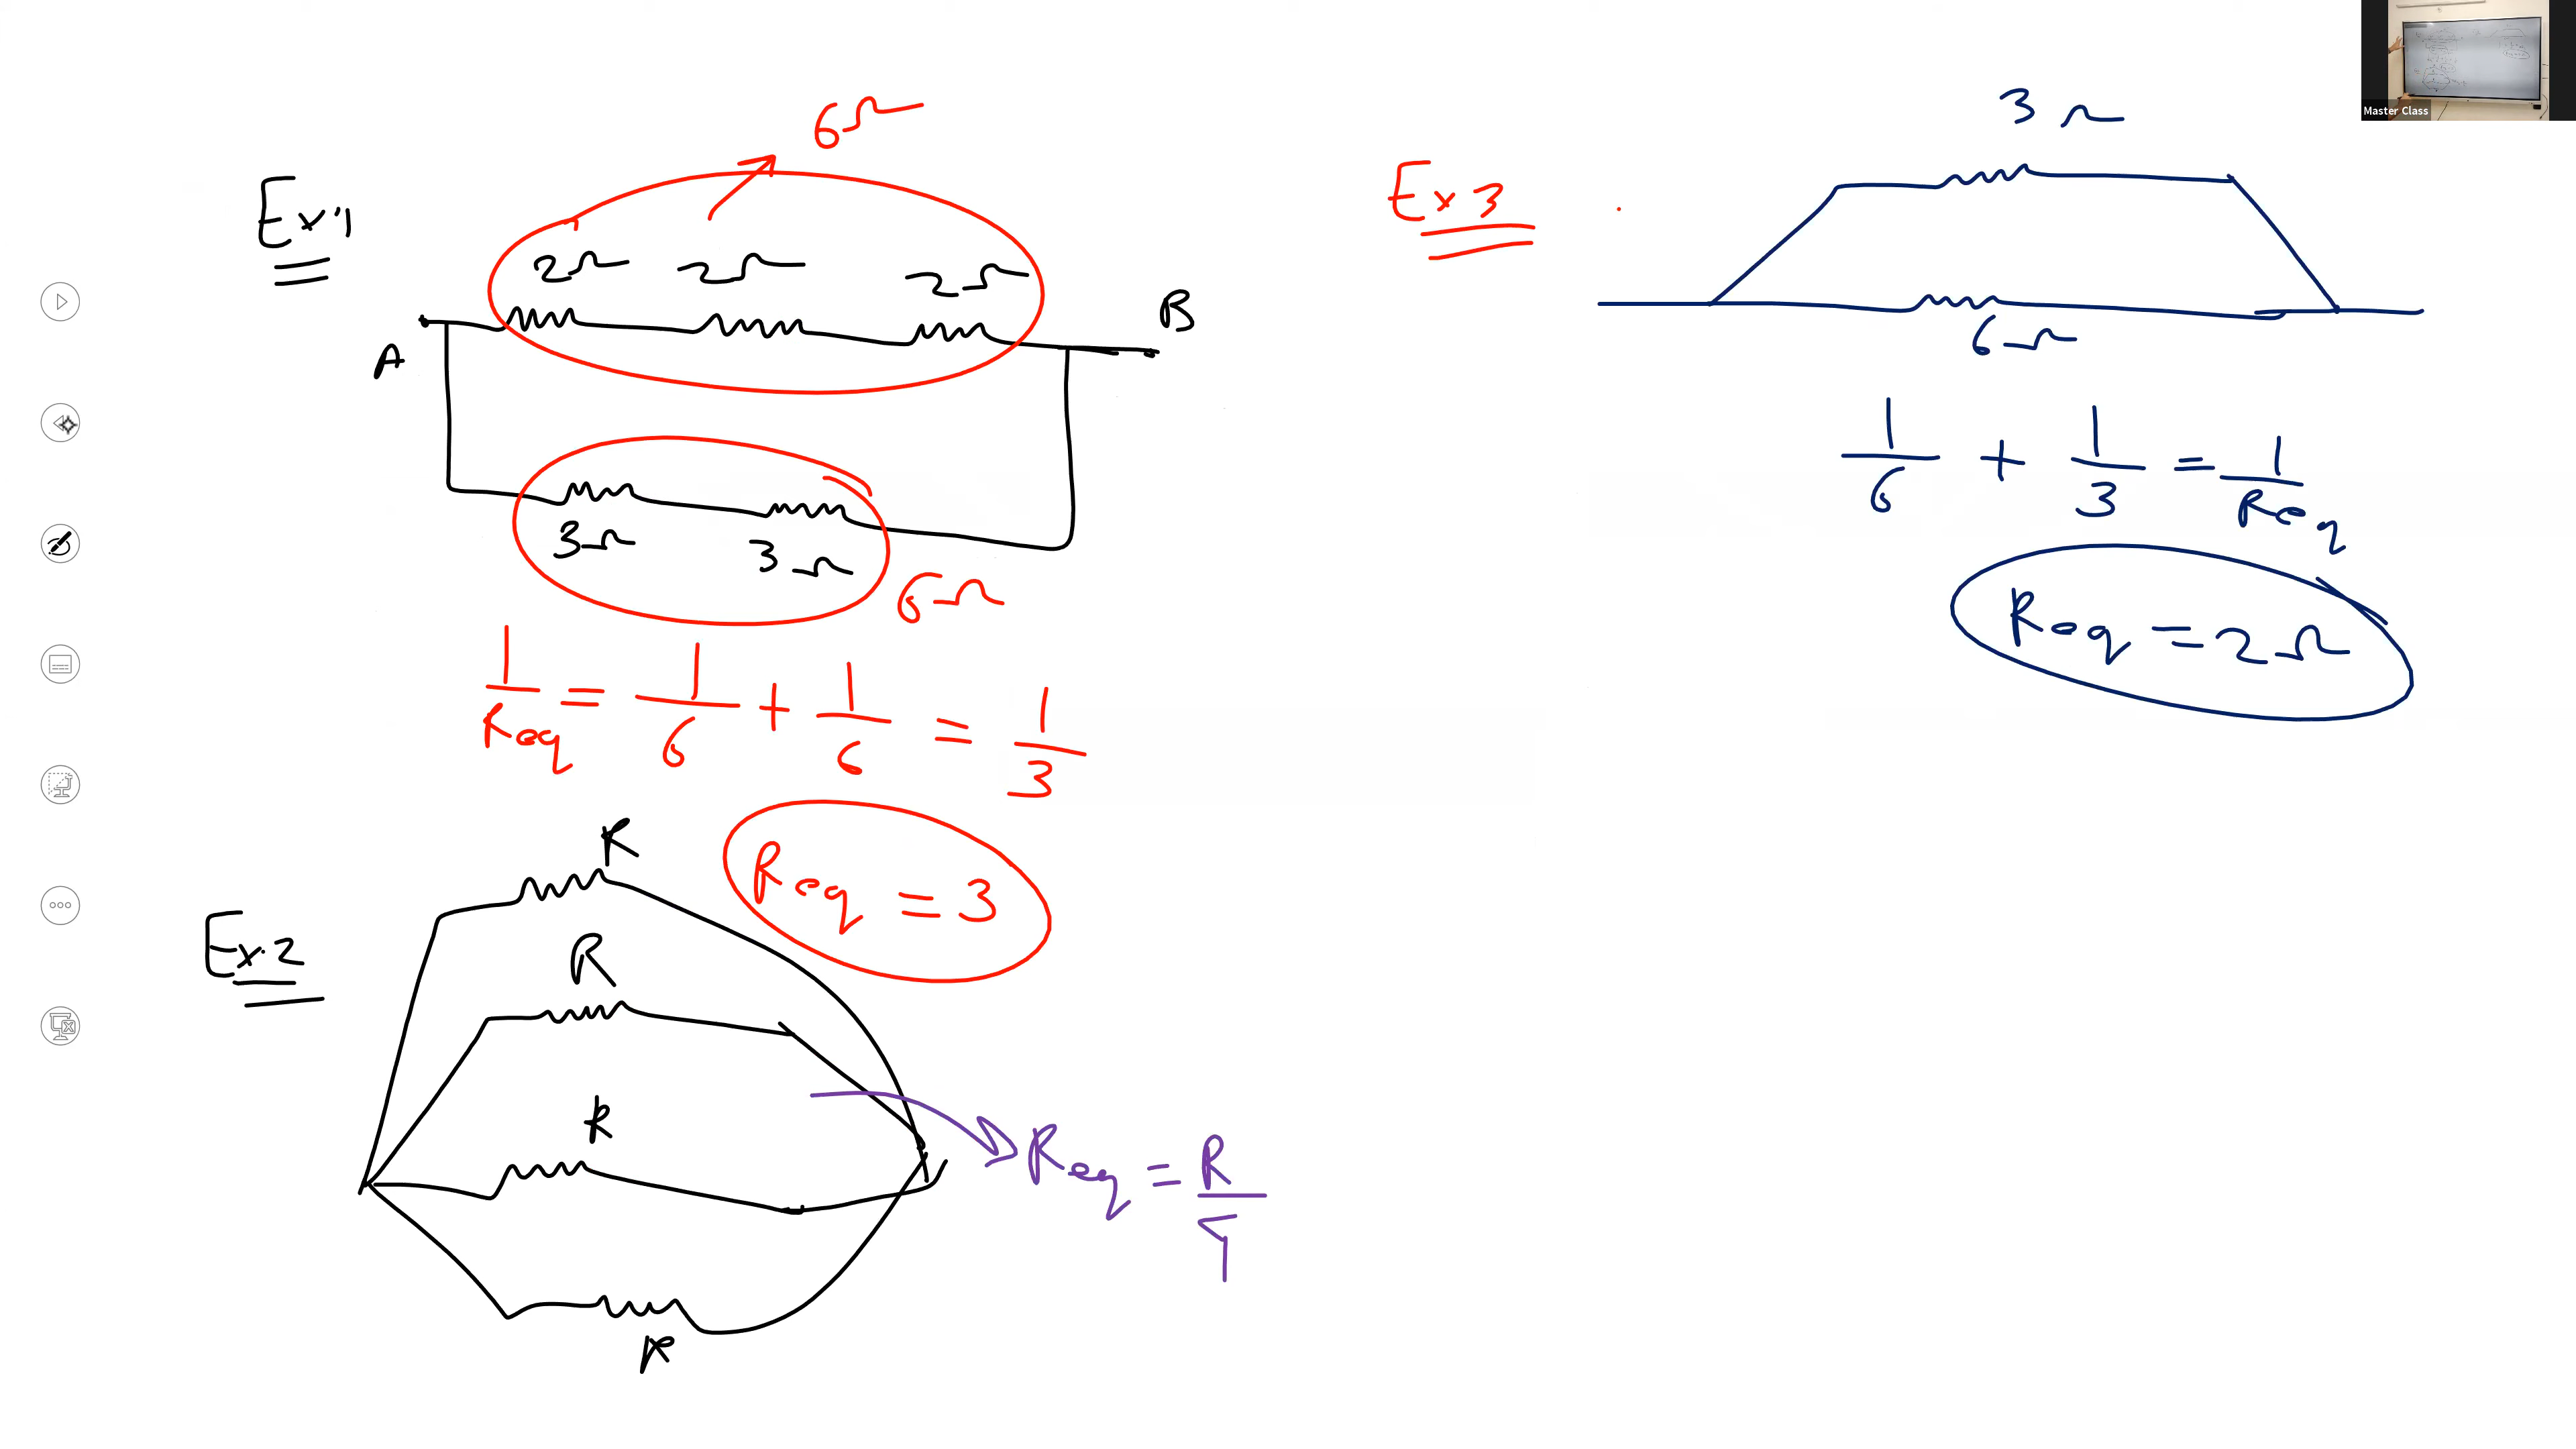 Ex.1
6Ω
2Ω 2Ω 2Ω
A
B
3Ω 3Ω
6Ω
1/Req = 1/6 + 1/6 = 1/3
Req = 3
Ex.2
R
R
R
R
Req = R/4
Ex 3
3Ω
6Ω
1/6 + 1/3 = 1/Req
Req = 2Ω
Master Class